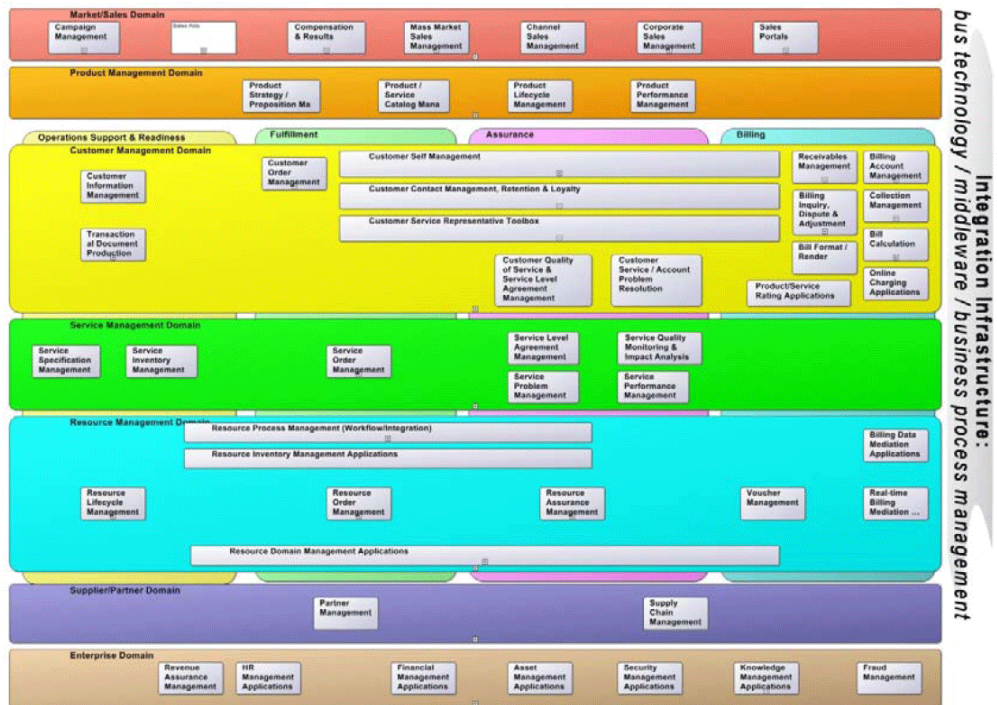 Market/Sales Domain
Campaign
Management
Compensation
& Results
Mass Market
Sales
Management
Channel
Sales
Management
Corporate
Sales
Management
Sales
Portals
Product Management Domain
Product
Strategy /
Proposition Ma
Product /
Service
Catalog Mana
Product
Lifecycle
Management
Product
Performance
Management
Operations Support & Readiness
Fulfillment
Assurance
Billing
Customer Management Domain
Customer
Information
Management
Transaction
al Document
Production
Customer
Order
Management
Customer Self Management
Customer Contact Management, Retention & Loyalty
Customer Service Representative Toolbox
Customer Quality
of Service &
Service Level
Agreement
Management
Customer
Service / Account
Problem
Resolution
Receivables
Management
Billing
Inquiry,
Dispute &
Adjustment
Bill Format /
Render
Product/Service
Rating Applications
Billing
Account
Management
Collection
Management
Bill
Calculation
Online
Charging
Applications
Service Management Domain
Service
Specification
Management
Service
Inventory
Management
Service
Order
Management
Service Level
Agreement
Management
Service Quality
Monitoring &
Impact Analysis
Service
Problem
Management
Service
Performance
Management
Resource Management Domain
Resource Process Management (Workflow/Integration)
Resource Inventory Management Applications
Resource
Lifecycle
Management
Resource
Order
Management
Resource
Assurance
Management
Voucher
Management
Billing Data
Mediation
Applications
Real-time
Billing
Mediation ...
Resource Domain Management Applications
Supplier/Partner Domain
Partner
Management
Supply
Chain
Management
Enterprise Domain
Revenue
Assurance
Management
HR
Management
Applications
Financial
Management
Applications
Asset
Management
Applications
Security
Management
Applications
Knowledge
Management
Applications
Fraud
Management
Integration Infrastructure:
bus technology / middleware / business process management